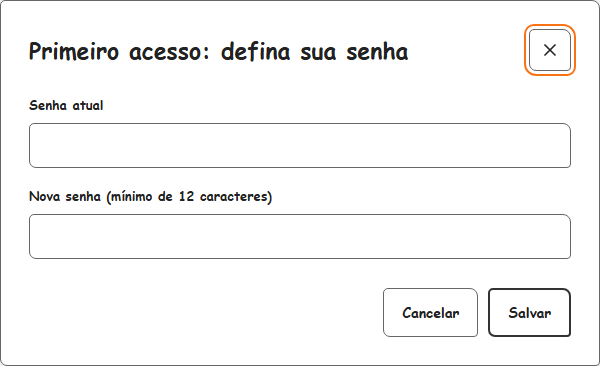 Primeiro acesso: defina sua senha
Senha atual
Nova senha (mínimo de 12 caracteres)
Cancelar
Salvar